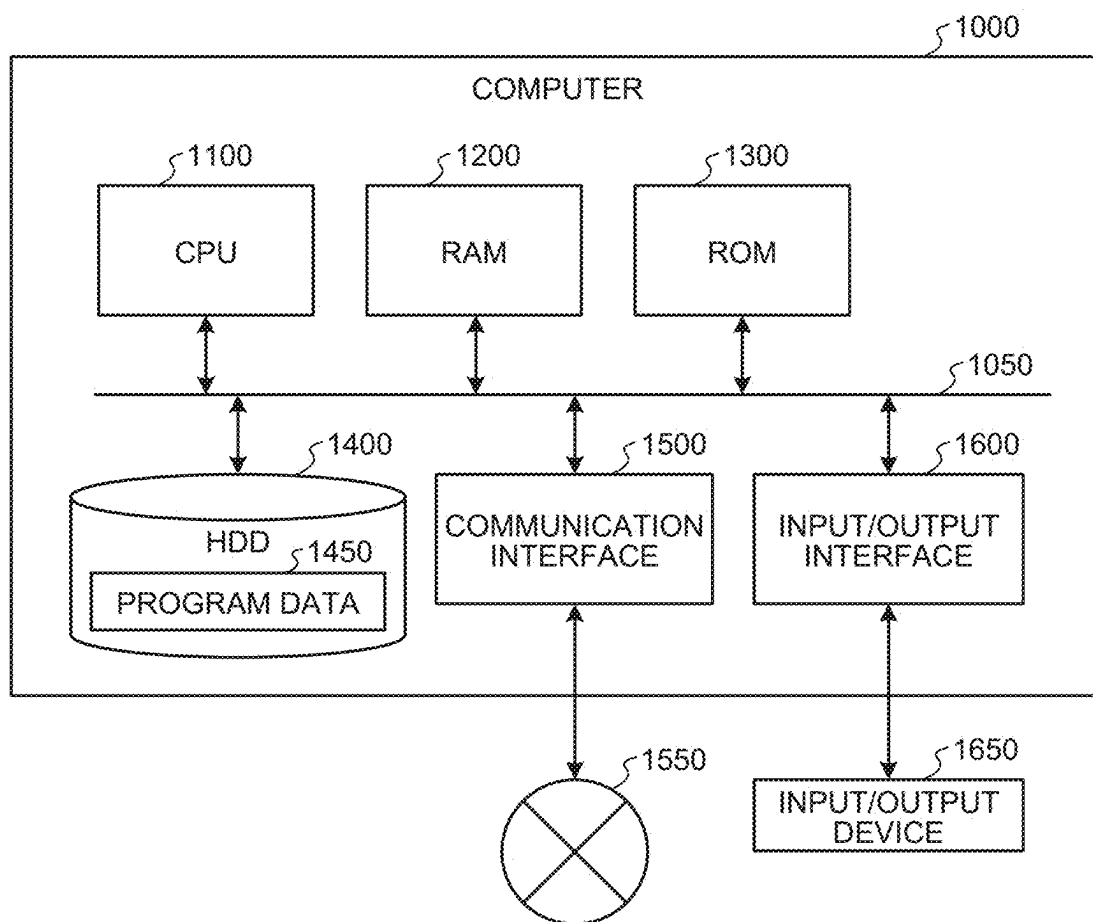 1000
COMPUTER
1100
1200
1300
CPU
RAM
ROM
1050
1400
1500
1600
HDD
1450
PROGRAM DATA
COMMUNICATION
INTERFACE
INPUT/OUTPUT
INTERFACE
1550
1650
INPUT/OUTPUT
DEVICE